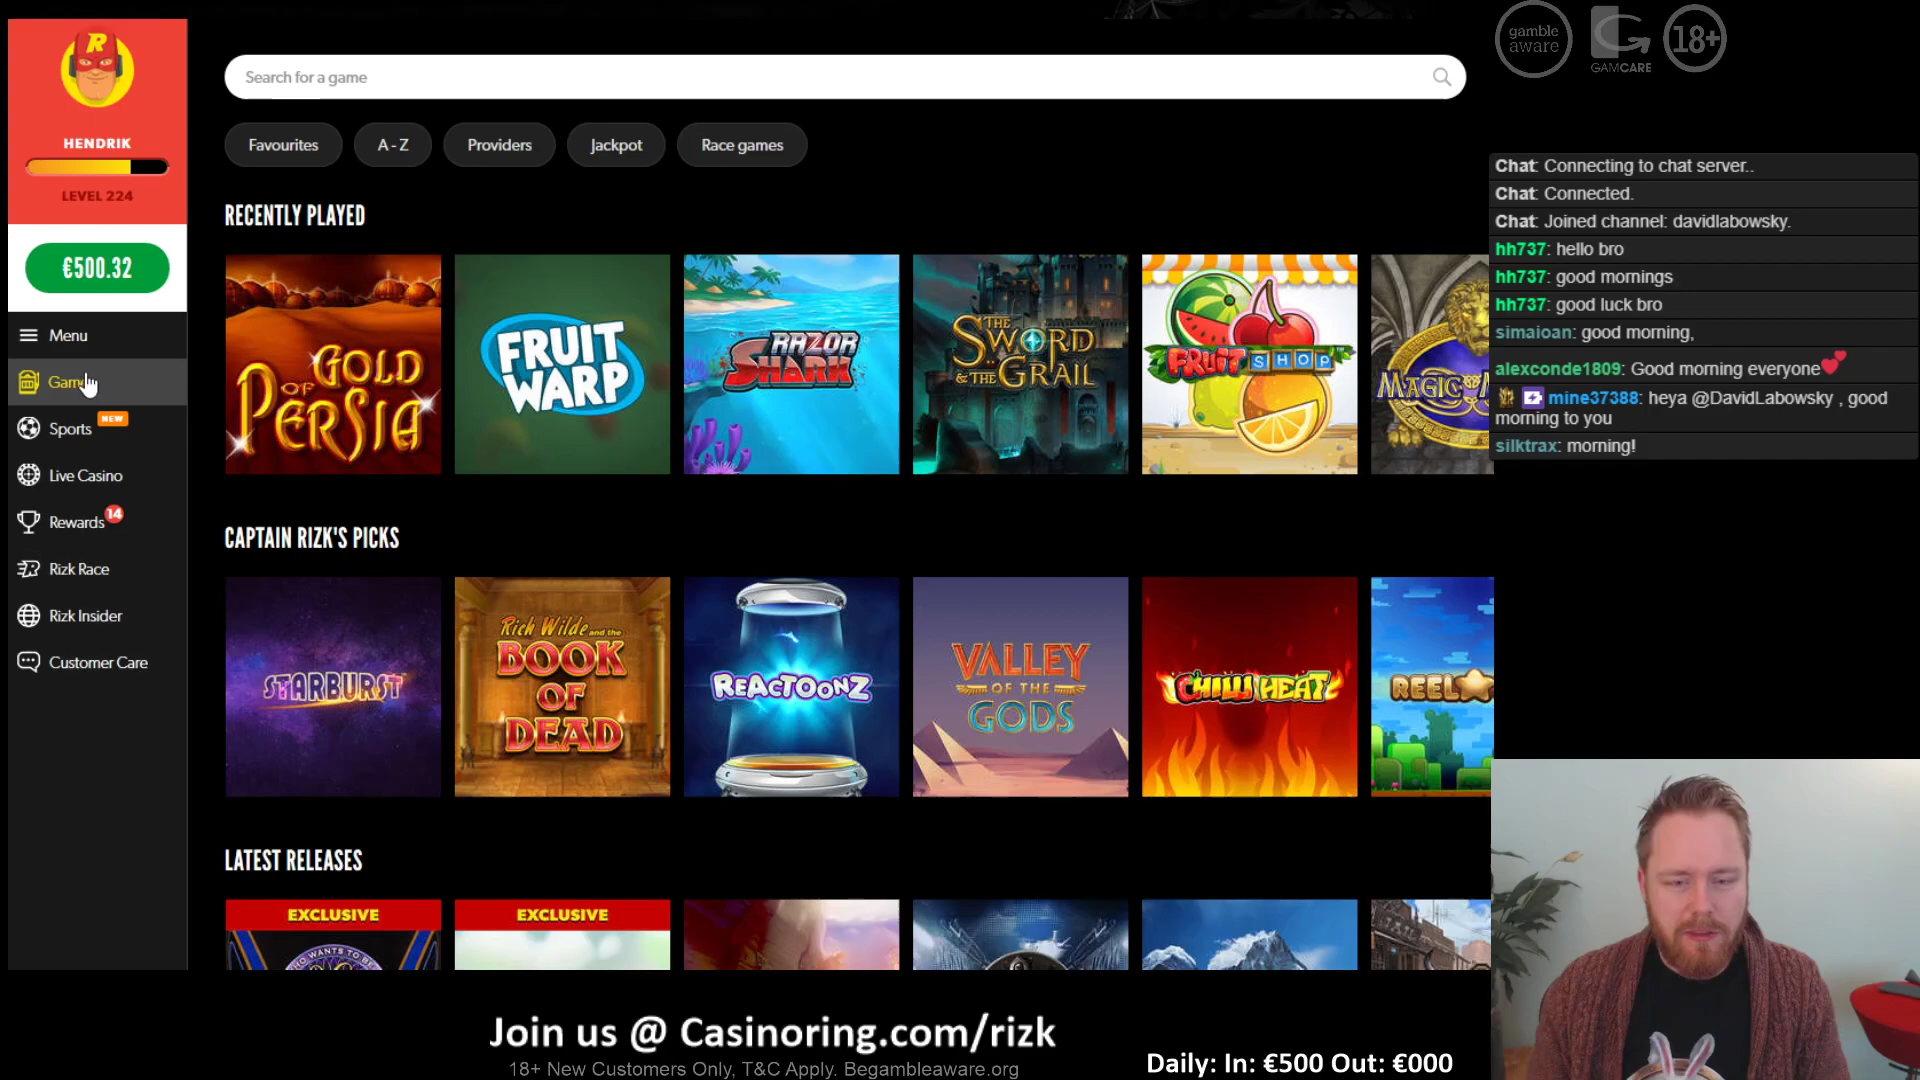 gamble
aware
GAMCARE
18+
R
HENDRIK
LEVEL 224
€500.32
Menu
Sports
NEW
Live Casino
Rewards
14
Rizk Race
Rizk Insider
Customer Care
Search for a game
Favourites
A - Z
Providers
Jackpot
Race games
RECENTLY PLAYED
GOLD
OF
PERSIA
FRUIT
WARP
RAZOR
SHARK
THE
SWORD
& THE GRAIL
FRUIT SHOP
MAGIC
CAPTAIN RIZK'S PICKS
STARBURST
Rich Wilde and the
BOOK
OF
DEAD
REACTOONZ
VALLEY
OF THE
GODS
CHILLI HEAT
REEL
LATEST RELEASES
EXCLUSIVE
WHO WANTS TO BE
EXCLUSIVE
Chat: Connecting to chat server..
Chat: Connected.
Chat: Joined channel: davidlabowsky.
hh737: hello bro
hh737: good mornings
hh737: good luck bro
simaioan: good morning,
alexconde1809: Good morning everyone💕
mine37388: heya @DavidLabowsky , good
morning to you
silktrax: morning!
Join us @ Casinoring.com/rizk
18+ New Customers Only, T&C Apply. Begambleaware.org
Daily: In: €500 Out: €000